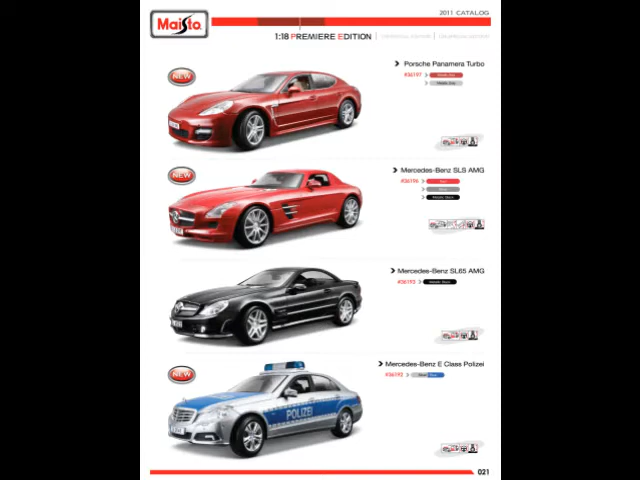 Maisto
2011 CATALOG
1:18 PREMIERE EDITION
NEW
Porsche Panamera Turbo
#36197
NEW
Mercedes-Benz SLS AMG
#36196
Mercedes-Benz SL65 AMG
#36193
NEW
Mercedes-Benz E Class Polizei
#36192
POLIZEI
021